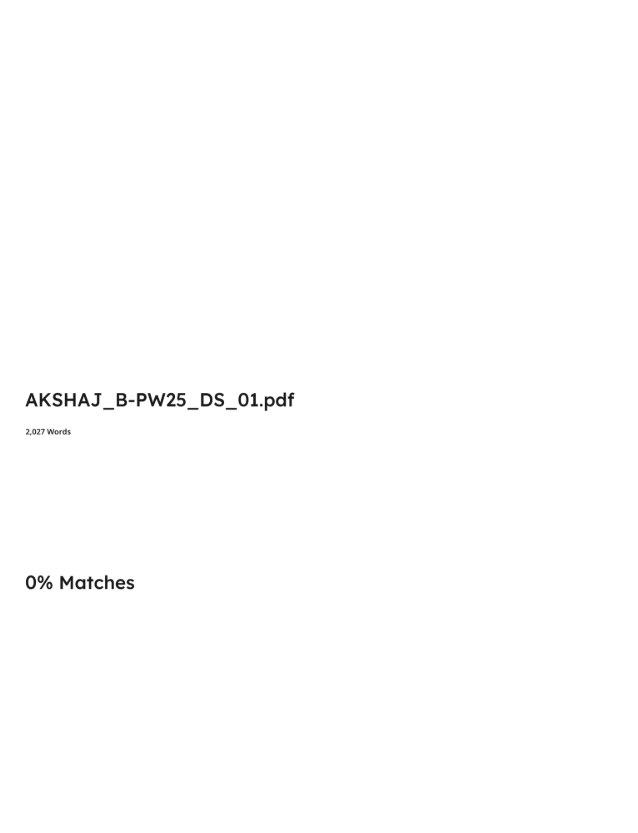 AKSHAJ_B-PW25_DS_01.pdf
2,027 Words
0% Matches